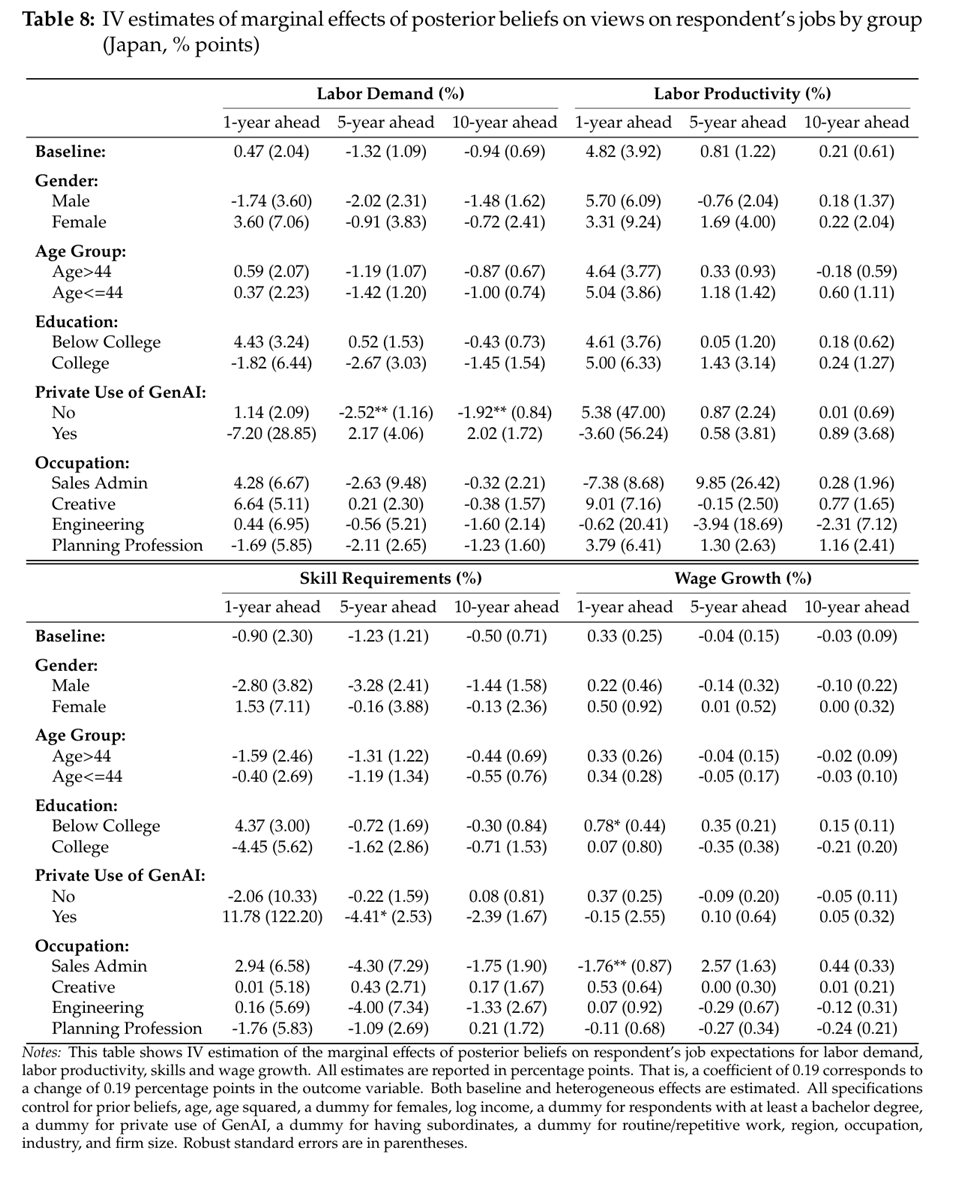 Table 8: IV estimates of marginal effects of posterior beliefs on views on respondent's jobs by group
(Japan, % points)
Labor Demand (%) Labor Productivity (%)
1-year ahead 5-year ahead 10-year ahead 1-year ahead 5-year ahead 10-year ahead
Baseline: 0.47 (2.04) -1.32 (1.09) -0.94 (0.69) 4.82 (3.92) 0.81 (1.22) 0.21 (0.61)
Gender:
Male -1.74 (3.60) -2.02 (2.31) -1.48 (1.62) 5.70 (6.09) -0.76 (2.04) 0.18 (1.37)
Female 3.60 (7.06) -0.91 (3.83) -0.72 (2.41) 3.31 (9.24) 1.69 (4.00) 0.22 (2.04)
Age Group:
Age>44 0.59 (2.07) -1.19 (1.07) -0.87 (0.67) 4.64 (3.77) 0.33 (0.93) -0.18 (0.59)
Age<=44 0.37 (2.23) -1.42 (1.20) -1.00 (0.74) 5.04 (3.86) 1.18 (1.42) 0.60 (1.11)
Education:
Below College 4.43 (3.24) 0.52 (1.53) -0.43 (0.73) 4.61 (3.76) 0.05 (1.20) 0.18 (0.62)
College -1.82 (6.44) -2.67 (3.03) -1.45 (1.54) 5.00 (6.33) 1.43 (3.14) 0.24 (1.27)
Private Use of GenAI:
No 1.14 (2.09) -2.52** (1.16) -1.92** (0.84) 5.38 (47.00) 0.87 (2.24) 0.01 (0.69)
Yes -7.20 (28.85) 2.17 (4.06) 2.02 (1.72) -3.60 (56.24) 0.58 (3.81) 0.89 (3.68)
Occupation:
Sales Admin 4.28 (6.67) -2.63 (9.48) -0.32 (2.21) -7.38 (8.68) 9.85 (26.42) 0.28 (1.96)
Creative 6.64 (5.11) 0.21 (2.30) -0.38 (1.57) 9.01 (7.16) -0.15 (2.50) 0.77 (1.65)
Engineering 0.44 (6.95) -0.56 (5.21) -1.60 (2.14) -0.62 (20.41) -3.94 (18.69) -2.31 (7.12)
Planning Profession -1.69 (5.85) -2.11 (2.65) -1.23 (1.60) 3.79 (6.41) 1.30 (2.63) 1.16 (2.41)
Skill Requirements (%) Wage Growth (%)
1-year ahead 5-year ahead 10-year ahead 1-year ahead 5-year ahead 10-year ahead
Baseline: -0.90 (2.30) -1.23 (1.21) -0.50 (0.71) 0.33 (0.25) -0.04 (0.15) -0.03 (0.09)
Gender:
Male -2.80 (3.82) -3.28 (2.41) -1.44 (1.58) 0.22 (0.46) -0.14 (0.32) -0.10 (0.22)
Female 1.53 (7.11) -0.16 (3.88) -0.13 (2.36) 0.50 (0.92) 0.01 (0.52) 0.00 (0.32)
Age Group:
Age>44 -1.59 (2.46) -1.31 (1.22) -0.44 (0.69) 0.33 (0.26) -0.04 (0.15) -0.02 (0.09)
Age<=44 -0.40 (2.69) -1.19 (1.34) -0.55 (0.76) 0.34 (0.28) -0.05 (0.17) -0.03 (0.10)
Education:
Below College 4.37 (3.00) -0.72 (1.69) -0.30 (0.84) 0.78* (0.44) 0.35 (0.21) 0.15 (0.11)
College -4.45 (5.62) -1.62 (2.86) -0.71 (1.53) 0.07 (0.80) -0.35 (0.38) -0.21 (0.20)
Private Use of GenAI:
No -2.06 (10.33) -0.22 (1.59) 0.08 (0.81) 0.37 (0.25) -0.09 (0.20) -0.05 (0.11)
Yes 11.78 (122.20) -4.41* (2.53) -2.39 (1.67) -0.15 (2.55) 0.10 (0.64) 0.05 (0.32)
Occupation:
Sales Admin 2.94 (6.58) -4.30 (7.29) -1.75 (1.90) -1.76** (0.87) 2.57 (1.63) 0.44 (0.33)
Creative 0.01 (5.18) 0.43 (2.71) 0.17 (1.67) 0.53 (0.64) 0.00 (0.30) 0.01 (0.21)
Engineering 0.16 (5.69) -4.00 (7.34) -1.33 (2.67) 0.07 (0.92) -0.29 (0.67) -0.12 (0.31)
Planning Profession -1.76 (5.83) -1.09 (2.69) 0.21 (1.72) -0.11 (0.68) -0.27 (0.34) -0.24 (0.21)
Notes: This table shows IV estimation of the marginal effects of posterior beliefs on respondent's job expectations for labor demand,
labor productivity, skills and wage growth. All estimates are reported in percentage points. That is, a coefficient of 0.19 corresponds to
a change of 0.19 percentage points in the outcome variable. Both baseline and heterogeneous effects are estimated. All specifications
control for prior beliefs, age, age squared, a dummy for females, log income, a dummy for respondents with at least a bachelor degree,
a dummy for private use of GenAI, a dummy for having subordinates, a dummy for routine/repetitive work, region, occupation,
industry, and firm size. Robust standard errors are in parentheses.